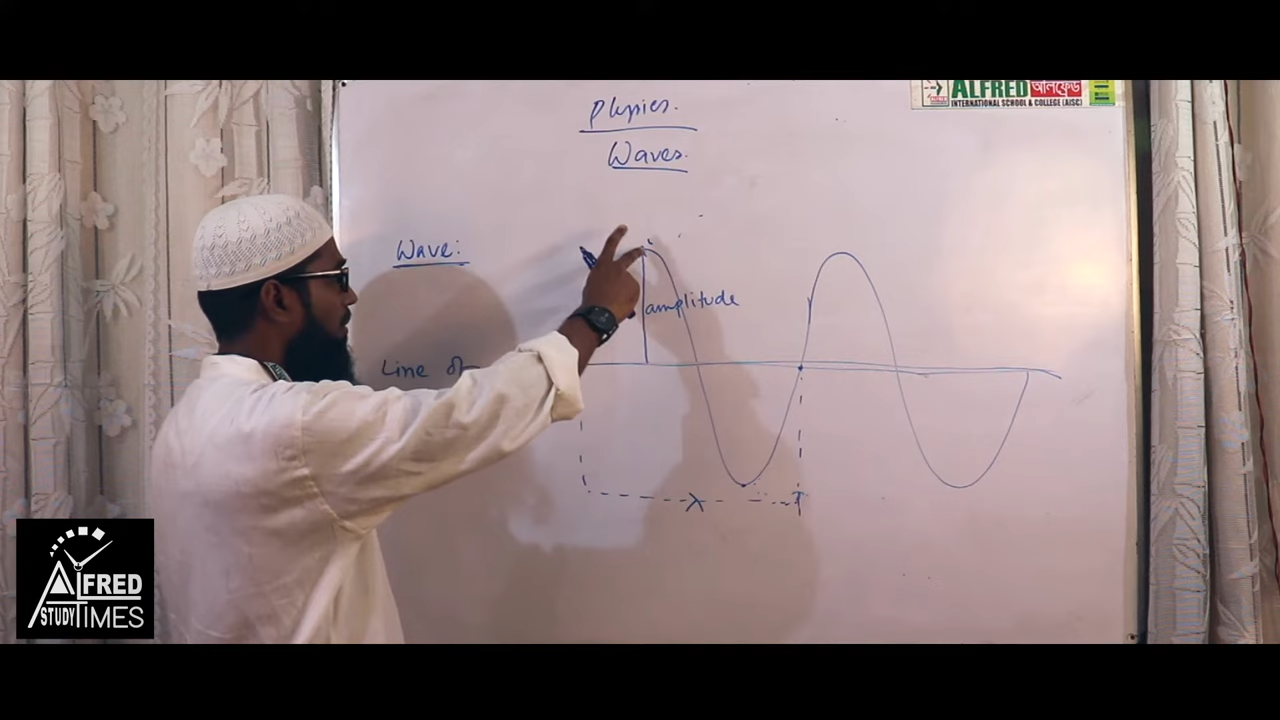 ALFRED আলফ্রেড
INTERNATIONAL SCHOOL & COLLEGE (AISC)
Physics.
Waves.
Wave:
amplitude
Line of
λ
ALFRED
STUDY TIMES